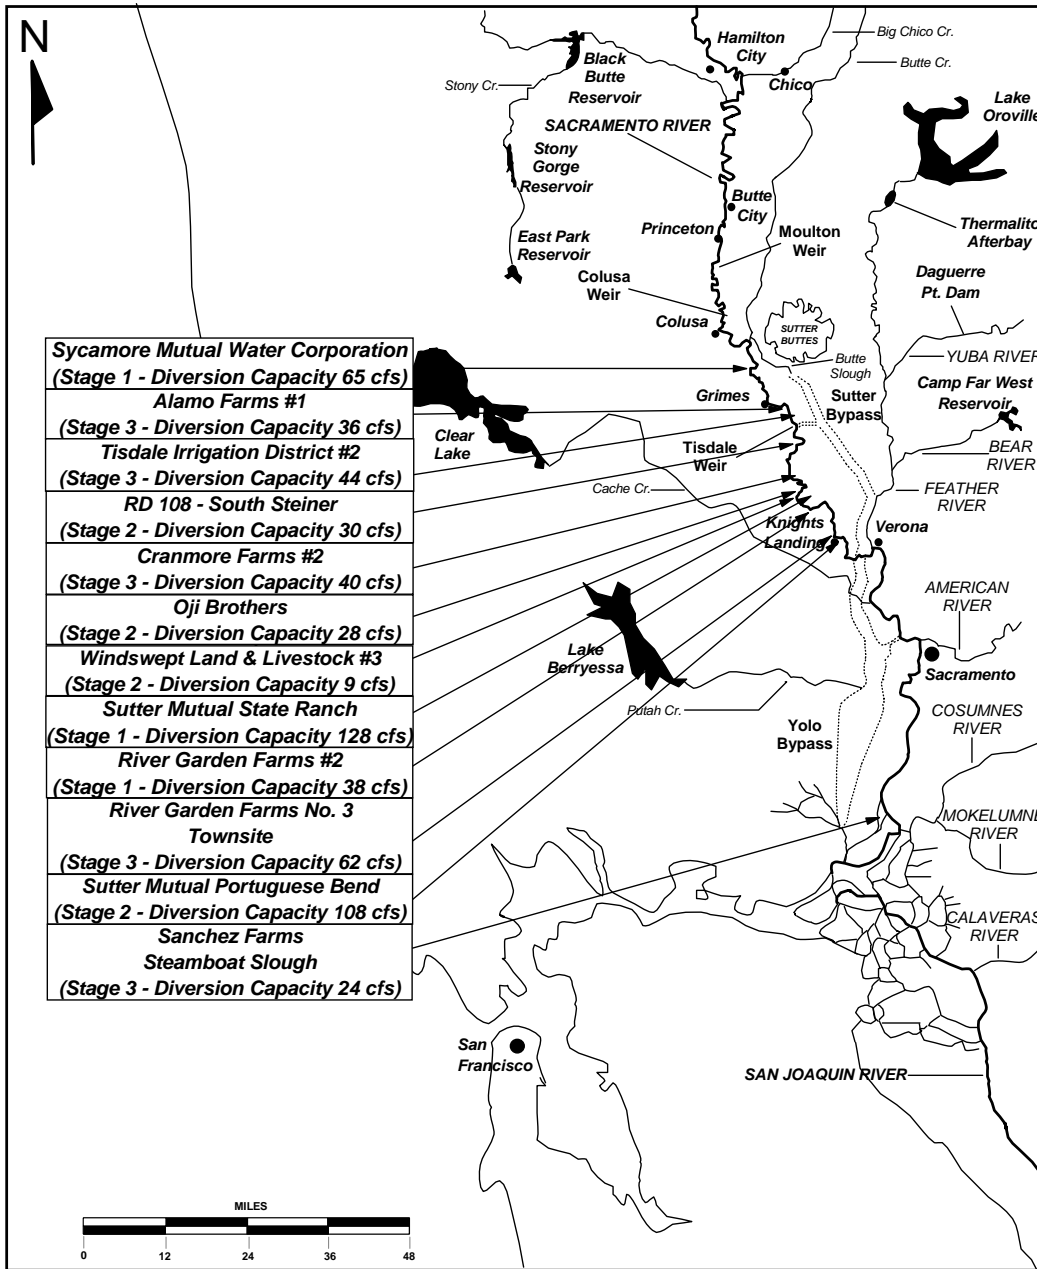 N
Hamilton
City
Big Chico Cr.
Butte Cr.
Black
Butte
Reservoir
Stony Cr.
Chico
Lake
Oroville
SACRAMENTO RIVER
Stony
Gorge
Reservoir
Butte
City
Princeton
Moulton
Weir
Thermalito
Afterbay
East Park
Reservoir
Colusa
Weir
Daguerre
Pt. Dam
Colusa
SUTTER
BUTTES
Butte
Slough
YUBA RIVER
Camp Far West
Reservoir
Grimes
Sutter
Bypass
Clear
Lake
Tisdale
Weir
BEAR
RIVER
Cache Cr.
FEATHER
RIVER
Knights
Landing
Verona
AMERICAN
RIVER
Lake
Berryessa
Sacramento
Putah Cr.
COSUMNES
RIVER
Yolo
Bypass
MOKELUMNE
RIVER
CALAVERAS
RIVER
San
Francisco
SAN JOAQUIN RIVER
Sycamore Mutual Water Corporation
(Stage 1 - Diversion Capacity 65 cfs)
Alamo Farms #1
(Stage 3 - Diversion Capacity 36 cfs)
Tisdale Irrigation District #2
(Stage 3 - Diversion Capacity 44 cfs)
RD 108 - South Steiner
(Stage 2 - Diversion Capacity 30 cfs)
Cranmore Farms #2
(Stage 3 - Diversion Capacity 40 cfs)
Oji Brothers
(Stage 2 - Diversion Capacity 28 cfs)
Windswept Land & Livestock #3
(Stage 2 - Diversion Capacity 9 cfs)
Sutter Mutual State Ranch
(Stage 1 - Diversion Capacity 128 cfs)
River Garden Farms #2
(Stage 1 - Diversion Capacity 38 cfs)
River Garden Farms No. 3
Townsite
(Stage 3 - Diversion Capacity 62 cfs)
Sutter Mutual Portuguese Bend
(Stage 2 - Diversion Capacity 108 cfs)
Sanchez Farms
Steamboat Slough
(Stage 3 - Diversion Capacity 24 cfs)
MILES
0 12 24 36 48